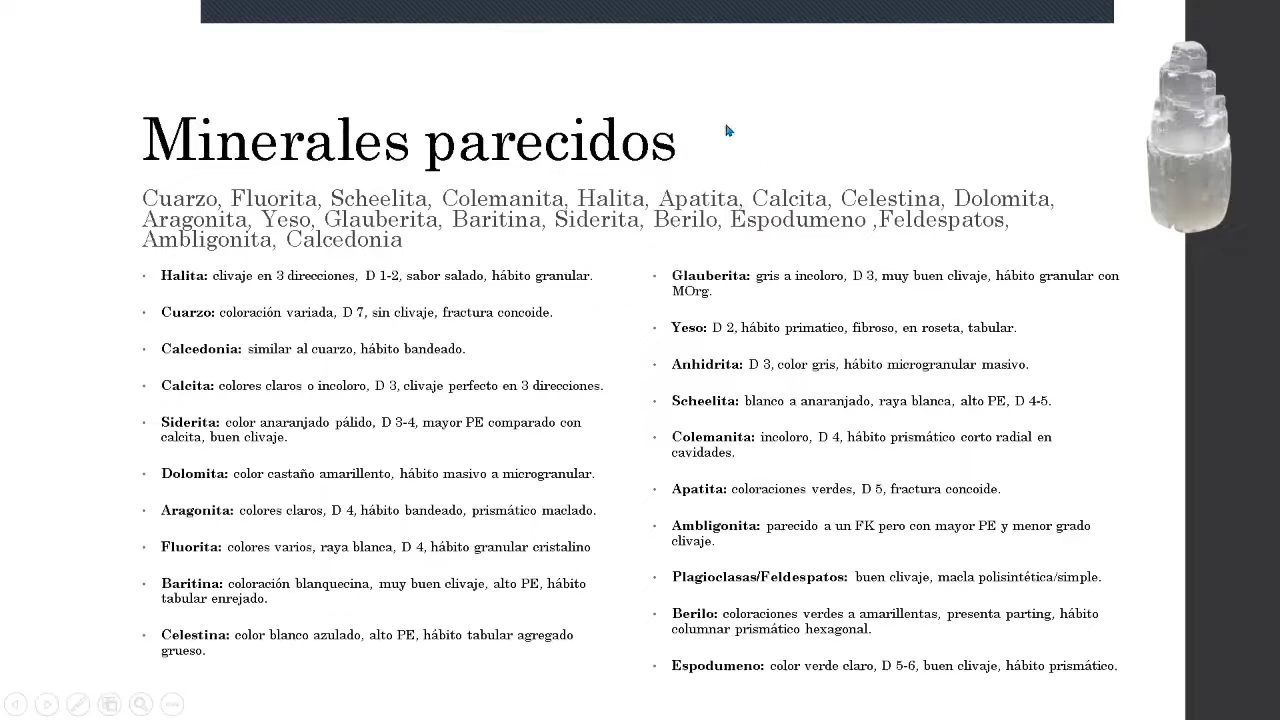 Minerales parecidos
Cuarzo, Fluorita, Scheelita, Colemanita, Halita, Apatita, Calcita, Celestina, Dolomita,
Aragonita, Yeso, Glauberita, Baritina, Siderita, Berilo, Espodumeno ,Feldespatos,
Ambligonita, Calcedonia
• Halita: clivaje en 3 direcciones, D 1-2, sabor salado, hábito granular.
• Cuarzo: coloración variada, D 7, sin clivaje, fractura concoide.
• Calcedonia: similar al cuarzo, hábito bandeado.
• Calcita: colores claros o incoloro, D 3, clivaje perfecto en 3 direcciones.
• Siderita: color anaranjado pálido, D 3-4, mayor PE comparado con
calcita, buen clivaje.
• Dolomita: color castaño amarillento, hábito masivo a microgranular.
• Aragonita: colores claros, D 4, hábito bandeado, prismático maclado.
• Fluorita: colores varios, raya blanca, D 4, hábito granular cristalino
• Baritina: coloración blanquecina, muy buen clivaje, alto PE, hábito
tabular enrejado.
• Celestina: color blanco azulado, alto PE, hábito tabular agregado
grueso.
• Glauberita: gris a incoloro, D 3, muy buen clivaje, hábito granular con
MOrg.
• Yeso: D 2, hábito primatico, fibroso, en roseta, tabular.
• Anhidrita: D 3, color gris, hábito microgranular masivo.
• Scheelita: blanco a anaranjado, raya blanca, alto PE, D 4-5.
• Colemanita: incoloro, D 4, hábito prismático corto radial en
cavidades.
• Apatita: coloraciones verdes, D 5, fractura concoide.
• Ambligonita: parecido a un FK pero con mayor PE y menor grado
clivaje.
• Plagioclasas/Feldespatos: buen clivaje, macla polisintética/simple.
• Berilo: coloraciones verdes a amarillentas, presenta parting, hábito
columnar prismático hexagonal.
• Espodumeno: color verde claro, D 5-6, buen clivaje, hábito prismático.